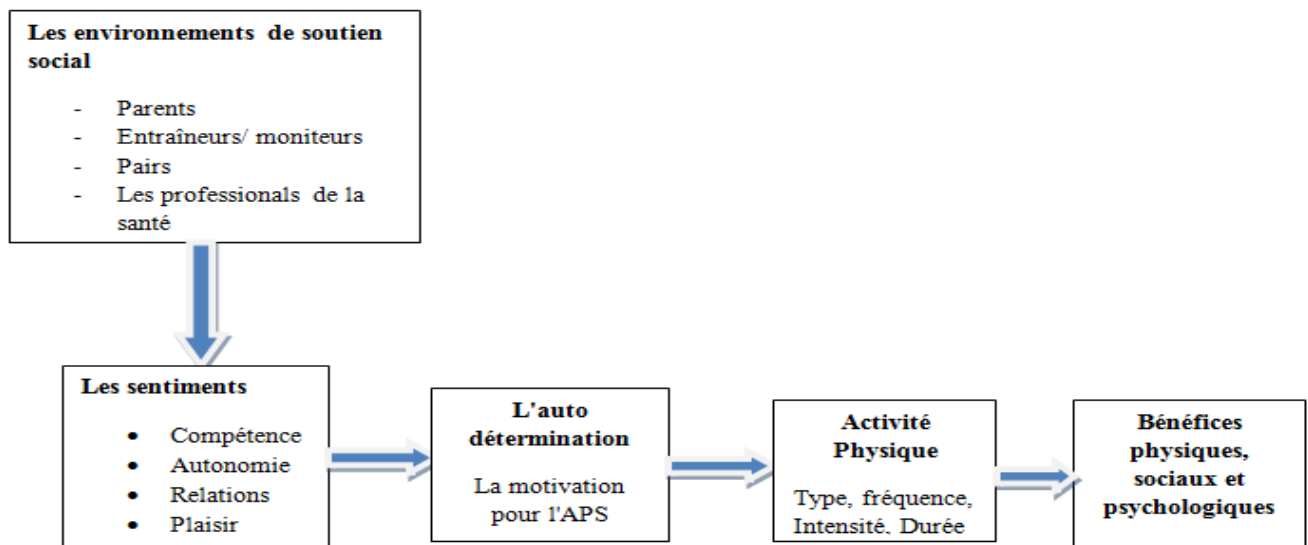 Les environnements de soutien
social
- Parents
- Entraîneurs/ moniteurs
- Pairs
- Les professionals de la
santé
Les sentiments
• Compétence
• Autonomie
• Relations
• Plaisir
L'auto
détermination
La motivation
pour l'APS
Activité
Physique
Type, fréquence,
Intensité, Durée
Bénéfices
physiques,
sociaux et
psychologiques